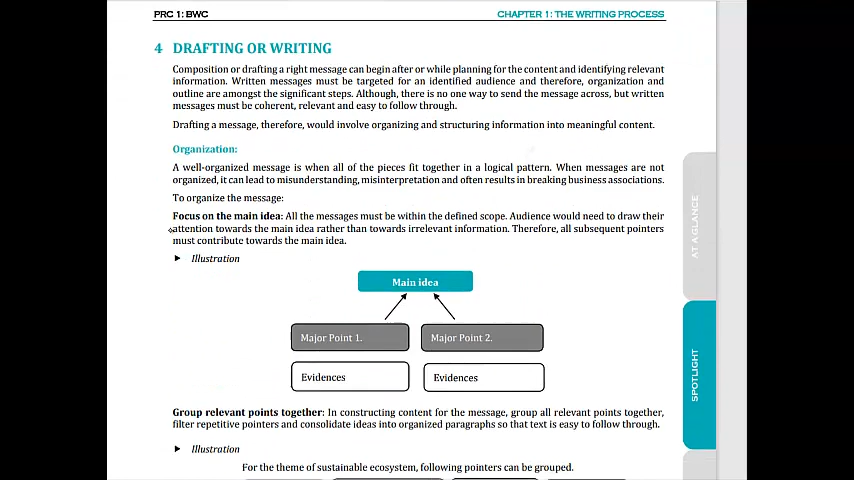 PRC 1: BWC
CHAPTER 1: THE WRITING PROCESS
4 DRAFTING OR WRITING
Composition or drafting a right message can begin after or while planning for the content and identifying relevant
information. Written messages must be targeted for an identified audience and therefore, organization and
outline are amongst the significant steps. Although, there is no one way to send the message across, but written
messages must be coherent, relevant and easy to follow through.
Drafting a message, therefore, would involve organizing and structuring information into meaningful content.
Organization:
A well-organized message is when all of the pieces fit together in a logical pattern. When messages are not
organized, it can lead to misunderstanding, misinterpretation and often results in breaking business associations.
To organize the message:
Focus on the main idea: All the messages must be within the defined scope. Audience would need to draw their
attention towards the main idea rather than towards irrelevant information. Therefore, all subsequent pointers
must contribute towards the main idea.
Illustration
Main idea
Major Point 1.
Major Point 2.
Evidences
Evidences
Group relevant points together: In constructing content for the message, group all relevant points together,
filter repetitive pointers and consolidate ideas into organized paragraphs so that text is easy to follow through.
Illustration
For the theme of sustainable ecosystem, following pointers can be grouped.
AT A GLANCE
SPOTLIGHT